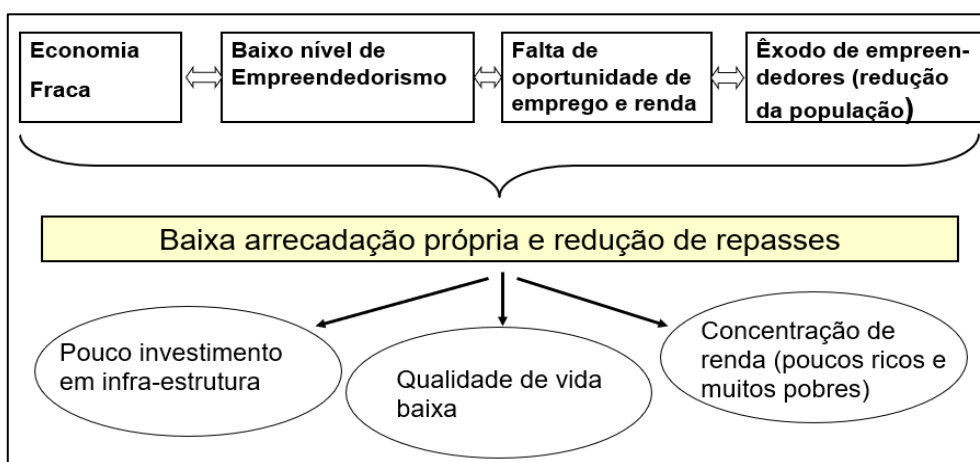 Economia
Fraca
Baixo nível de
Empreendedorismo
Falta de
oportunidade de
emprego e renda
Êxodo de empreen-
dedores (redução
da população)
Baixa arrecadação própria e redução de repasses
Pouco investimento
em infra-estrutura
Qualidade de vida
baixa
Concentração de
renda (poucos ricos e
muitos pobres)